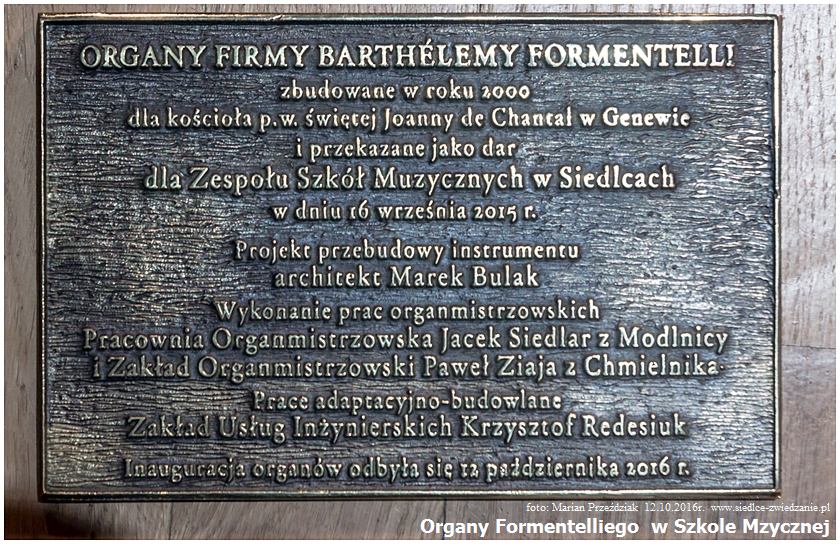 ORGANY FIRMY BARTHÉLEMY FORMENTELLI
zbudowane w roku 2000
dla kościoła p.w. świętej Joanny de Chantal w Genewie
i przekazane jako dar
dla Zespołu Szkół Muzycznych w Siedlcach
w dniu 16 września 2015 r.
Projekt przebudowy instrumentu
architekt Marek Bulak
Wykonanie prac organmistrzowskich
Pracownia Organmistrzowska Jacek Siedlar z Modlnicy
i Zakład Organmistrzowski Paweł Ziaja z Chmielnika
Prace adaptacyjno-budowlane
Zakład Usług Inżynierskich Krzysztof Redesiuk
Inauguracja organów odbyła się 12 października 2016 r.
foto: Marian Przeździak 12.10.2016r. www.siedlce-zwiedzanie.pl
Organy Formentelliego w Szkole Mzycznej